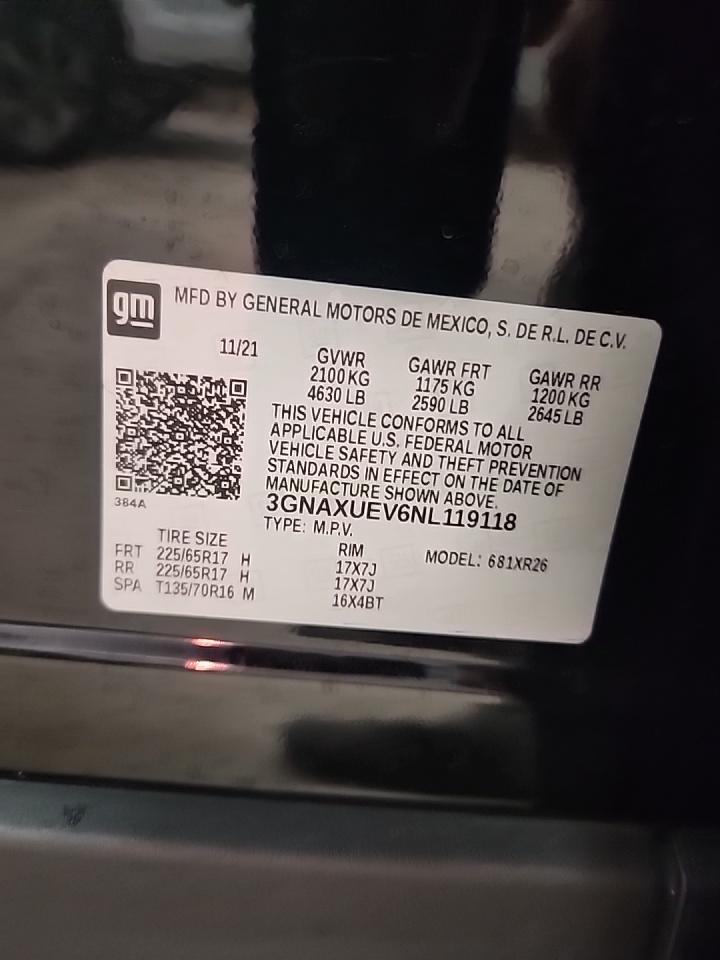 gm
MFD BY GENERAL MOTORS DE MEXICO, S. DE R.L. DE C.V.
11/21
GVWR GAWR FRT GAWR RR
2100 KG 1175 KG 1200 KG
4630 LB 2590 LB 2645 LB
THIS VEHICLE CONFORMS TO ALL
APPLICABLE U.S. FEDERAL MOTOR
VEHICLE SAFETY AND THEFT PREVENTION
STANDARDS IN EFFECT ON THE DATE OF
MANUFACTURE SHOWN ABOVE.
384A
3GNAXUEV6NL119118
TYPE: M.P.V.
TIRE SIZE RIM MODEL: 681XR26
FRT 225/65R17 H 17X7J
RR 225/65R17 H 17X7J
SPA T135/70R16 M 16X4BT